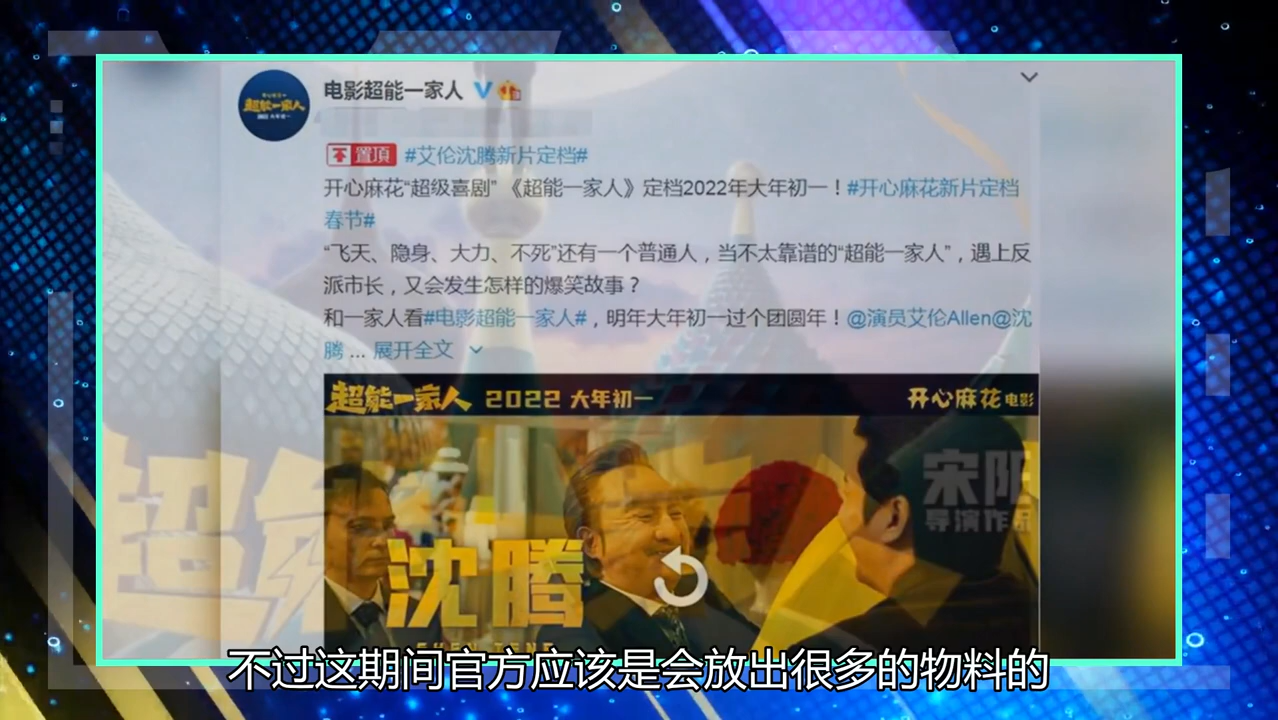 电影超能一家人
置顶 #艾伦沈腾新片定档#
开心麻花“超级喜剧” 《超能一家人》定档2022年大年初一！#开心麻花新片定档
春节#
“飞天、隐身、大力、不死”还有一个普通人，当不太靠谱的“超能一家人”，遇上反
派市长，又会发生怎样的爆笑故事？
和一家人看#电影超能一家人#，明年大年初一过个团圆年！@演员艾伦Allen@沈
腾 ... 展开全文
超能一家人 2022 大年初一 开心麻花电影
宋阳
导演作品
超能
沈腾
不过这期间官方应该是会放出很多的物料的